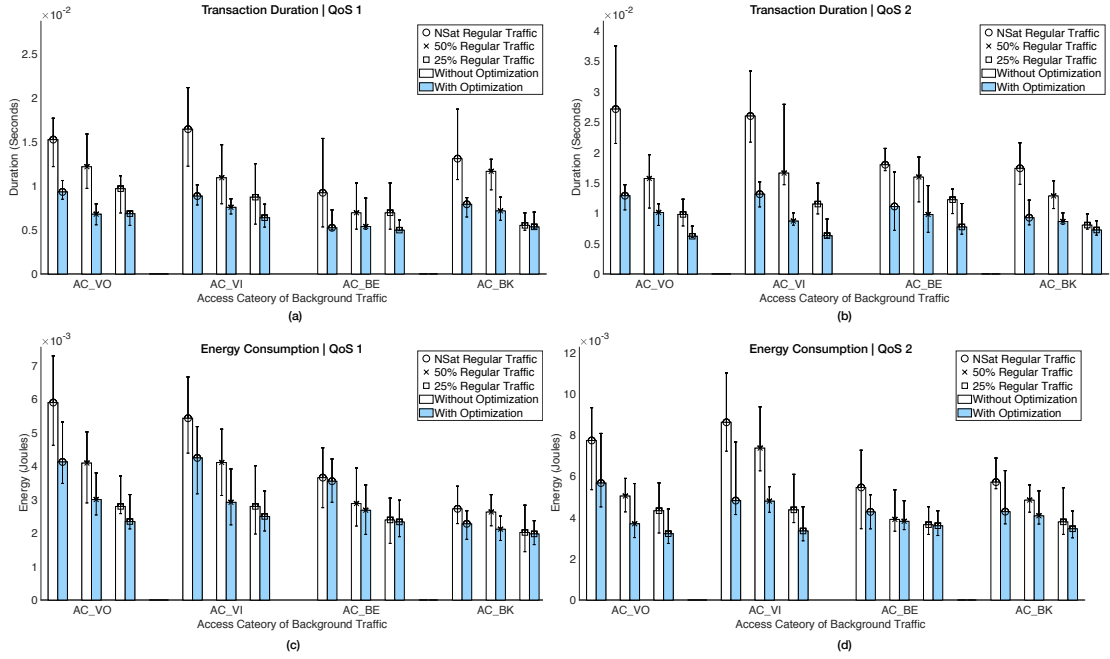 Transaction Duration | QoS 1
×10⁻²
2.5
2
1.5
1
0.5
0
Duration (Seconds)
NSat Regular Traffic
50% Regular Traffic
25% Regular Traffic
Without Optimization
With Optimization
AC_VO AC_VI AC_BE AC_BK
Access Cateory of Background Traffic
(a)
Transaction Duration | QoS 2
×10⁻²
4
3.5
3
2.5
2
1.5
1
0.5
0
Duration (Seconds)
NSat Regular Traffic
50% Regular Traffic
25% Regular Traffic
Without Optimization
With Optimization
AC_VO AC_VI AC_BE AC_BK
Access Cateory of Background Traffic
(b)
Energy Consumption | QoS 1
×10⁻³
7
6
5
4
3
2
1
0
Energy (Joules)
NSat Regular Traffic
50% Regular Traffic
25% Regular Traffic
Without Optimization
With Optimization
AC_VO AC_VI AC_BE AC_BK
Access Cateory of Background Traffic
(c)
Energy Consumption | QoS 2
×10⁻³
12
10
8
6
4
2
0
Energy (Joules)
NSat Regular Traffic
50% Regular Traffic
25% Regular Traffic
Without Optimization
With Optimization
AC_VO AC_VI AC_BE AC_BK
Access Cateory of Background Traffic
(d)